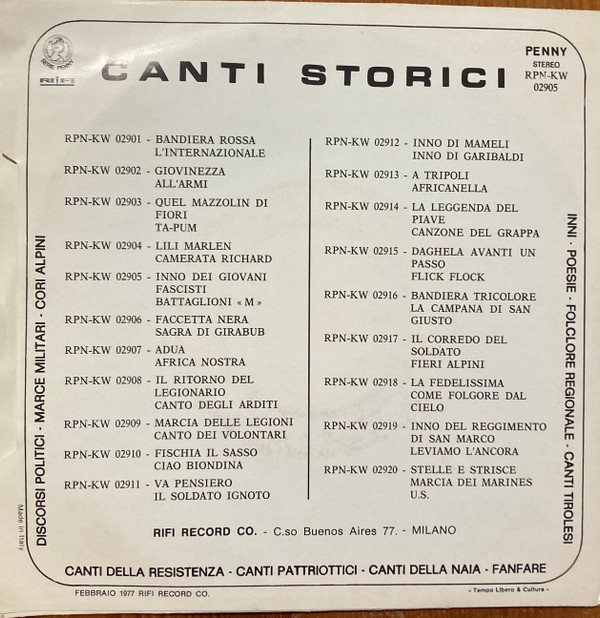 SERIE PENNY
RIFI
CANTI STORICI
PENNY
STEREO
RPN-KW
02905
RPN-KW 02901 - BANDIERA ROSSA
L'INTERNAZIONALE
RPN-KW 02902 - GIOVINEZZA
ALL'ARMI
RPN-KW 02903 - QUEL MAZZOLIN DI
FIORI
TA-PUM
RPN-KW 02904 - LILI MARLEN
CAMERATA RICHARD
RPN-KW 02905 - INNO DEI GIOVANI
FASCISTI
BATTAGLIONI « M »
RPN-KW 02906 - FACCETTA NERA
SAGRA DI GIRABUB
RPN-KW 02907 - ADUA
AFRICA NOSTRA
RPN-KW 02908 - IL RITORNO DEL
LEGIONARIO
CANTO DEGLI ARDITI
RPN-KW 02909 - MARCIA DELLE LEGIONI
CANTO DEI VOLONTARI
RPN-KW 02910 - FISCHIA IL SASSO
CIAO BIONDINA
RPN-KW 02911 - VA PENSIERO
IL SOLDATO IGNOTO
RPN-KW 02912 - INNO DI MAMELI
INNO DI GARIBALDI
RPN-KW 02913 - A TRIPOLI
AFRICANELLA
RPN-KW 02914 - LA LEGGENDA DEL
PIAVE
CANZONE DEL GRAPPA
RPN-KW 02915 - DAGHELA AVANTI UN
PASSO
FLICK FLOCK
RPN-KW 02916 - BANDIERA TRICOLORE
LA CAMPANA DI SAN
GIUSTO
RPN-KW 02917 - IL CORREDO DEL
SOLDATO
FIERI ALPINI
RPN-KW 02918 - LA FEDELISSIMA
COME FOLGORE DAL
CIELO
RPN-KW 02919 - INNO DEL REGGIMENTO
DI SAN MARCO
LEVIAMO L'ANCORA
RPN-KW 02920 - STELLE E STRISCE
MARCIA DEI MARINES
U.S.
DISCORSI POLITICI - MARCE MILITARI - CORI ALPINI
INNI - POESIE - FOLCLORE REGIONALE - CANTI TIROLESI
Made in Italy
RIFI RECORD CO. - C.so Buenos Aires 77. - MILANO
CANTI DELLA RESISTENZA - CANTI PATTRIOTTICI - CANTI DELLA NAIA - FANFARE
FEBBRAIO 1977 RIFI RECORD CO.
« Tempo Libero & Cultura »